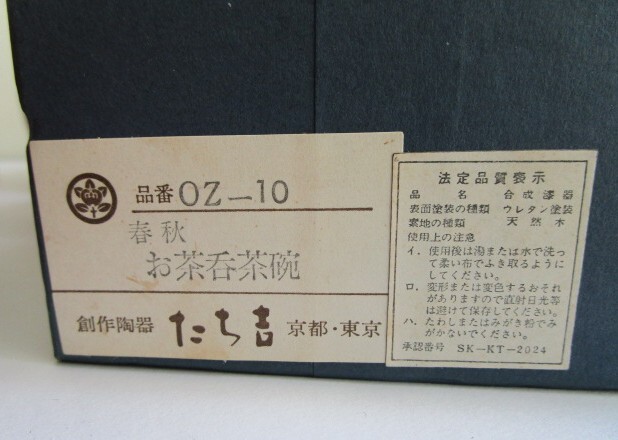 品番 OZ-10
春秋
お茶呑茶碗
創作陶器 たち吉 京都・東京
法定品質表示
品名 合成漆器
表面塗装の種類 ウレタン塗装
素地の種類 天然木
使用上の注意
イ. 使用後は湯または水で洗っ
て柔い布でふき取るように
してください。
ロ. 変形または変色するおそれ
がありますので直射日光等
は避けて保存してください。
ハ. たわしまたはみがき粉でみ
がかないでください。
承認番号 SK-KT-2024